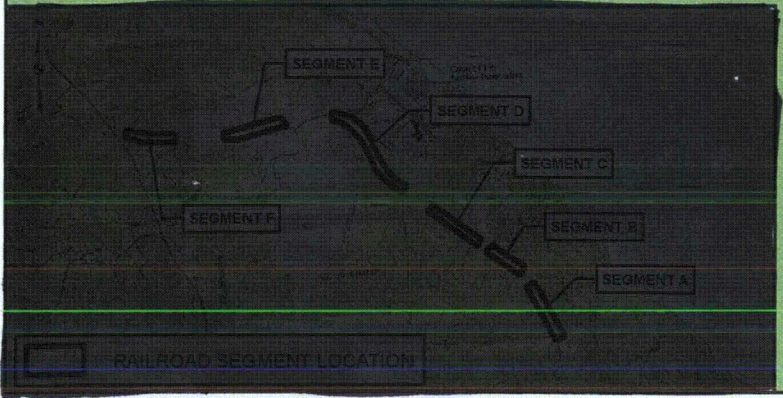 SEGMENT E
SEGMENT D
SEGMENT C
SEGMENT F
SEGMENT B
SEGMENT A
RAILROAD SEGMENT LOCATION